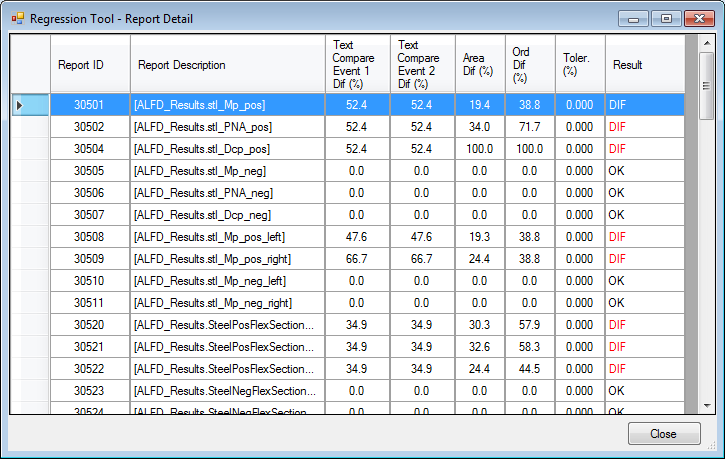 Regression Tool - Report Detail
Report ID Report Description Text Compare Event 1 Dif (%) Text Compare Event 2 Dif (%) Area Dif (%) Ord Dif (%) Toler. (%) Result
30501 [ALFD_Results.stl_Mp_pos] 52.4 52.4 19.4 38.8 0.000 DIF
30502 [ALFD_Results.stl_PNA_pos] 52.4 52.4 34.0 71.7 0.000 DIF
30504 [ALFD_Results.stl_Dcp_pos] 52.4 52.4 100.0 100.0 0.000 DIF
30505 [ALFD_Results.stl_Mp_neg] 0.0 0.0 0.0 0.0 0.000 OK
30506 [ALFD_Results.stl_PNA_neg] 0.0 0.0 0.0 0.0 0.000 OK
30507 [ALFD_Results.stl_Dcp_neg] 0.0 0.0 0.0 0.0 0.000 OK
30508 [ALFD_Results.stl_Mp_pos_left] 47.6 47.6 19.3 38.8 0.000 DIF
30509 [ALFD_Results.stl_Mp_pos_right] 66.7 66.7 24.4 38.8 0.000 DIF
30510 [ALFD_Results.stl_Mp_neg_left] 0.0 0.0 0.0 0.0 0.000 OK
30511 [ALFD_Results.stl_Mp_neg_right] 0.0 0.0 0.0 0.0 0.000 OK
30520 [ALFD_Results.SteelPosFlexSection... 34.9 34.9 30.3 57.9 0.000 DIF
30521 [ALFD_Results.SteelPosFlexSection... 34.9 34.9 32.6 58.3 0.000 DIF
30522 [ALFD_Results.SteelPosFlexSection... 34.9 34.9 24.4 44.5 0.000 DIF
30523 [ALFD_Results.SteelNegFlexSection... 0.0 0.0 0.0 0.0 0.000 OK
30524 [ALFD_Results.SteelNegFlexSection... 0.0 0.0 0.0 0.0 0.000 OK
Close